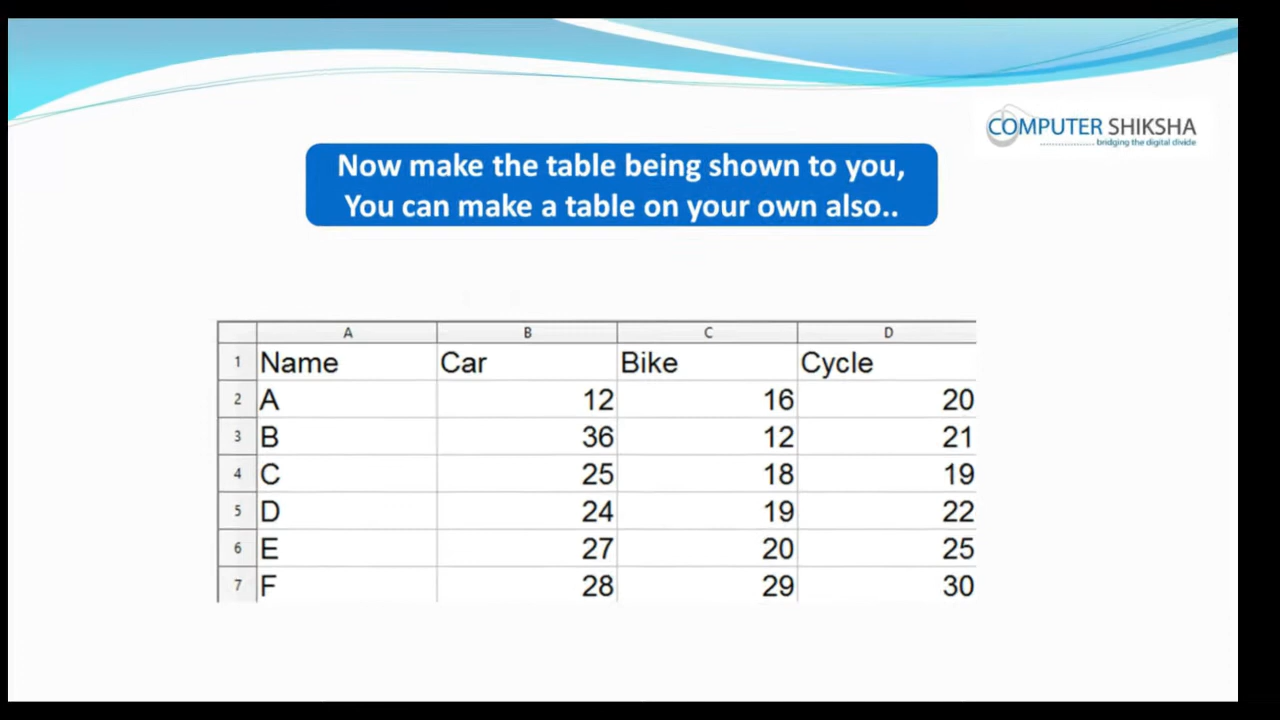 COMPUTER SHIKSHA
bridging the digital divide
Now make the table being shown to you,
You can make a table on your own also..
A B C D
1 Name Car Bike Cycle
2 A 12 16 20
3 B 36 12 21
4 C 25 18 19
5 D 24 19 22
6 E 27 20 25
7 F 28 29 30